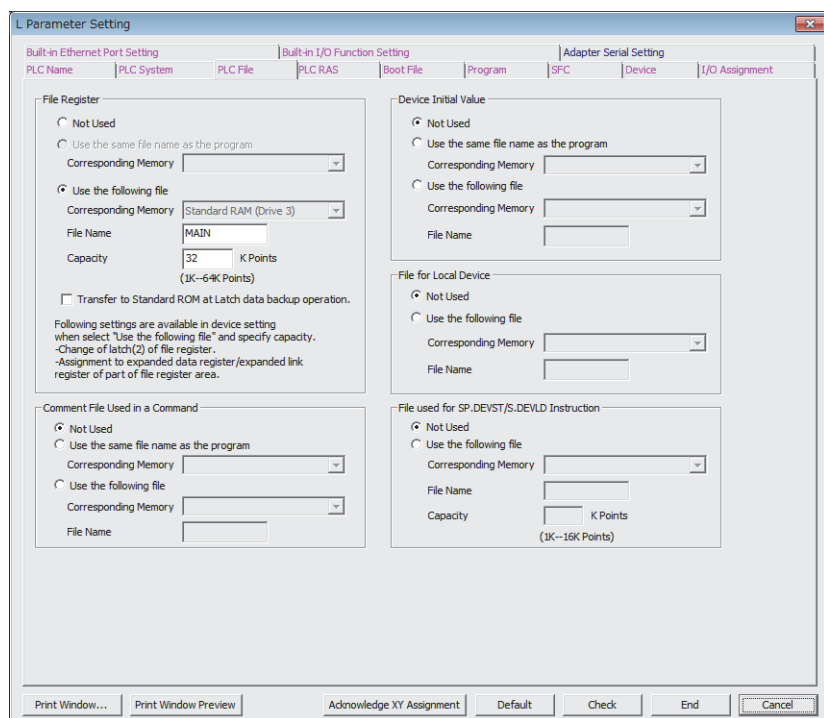 L Parameter Setting
Built-in Ethernet Port Setting
Built-in I/O Function Setting
Adapter Serial Setting
PLC Name
PLC System
PLC File
PLC RAS
Boot File
Program
SFC
Device
I/O Assignment
File Register
Not Used
Use the same file name as the program
Corresponding Memory
Use the following file
Corresponding Memory Standard RAM (Drive 3)
File Name MAIN
Capacity 32 K Points
(1K--64K Points)
Transfer to Standard ROM at Latch data backup operation.
Following settings are available in device setting
when select "Use the following file" and specify capacity.
-Change of latch(2) of file register.
-Assignment to expanded data register/expanded link
register of part of file register area.
Comment File Used in a Command
Not Used
Use the same file name as the program
Corresponding Memory
Use the following file
Corresponding Memory
File Name
Device Initial Value
Not Used
Use the same file name as the program
Corresponding Memory
Use the following file
Corresponding Memory
File Name
File for Local Device
Not Used
Use the following file
Corresponding Memory
File Name
File used for SP.DEVST/S.DEVLD Instruction
Not Used
Use the following file
Corresponding Memory
File Name
Capacity K Points
(1K--16K Points)
Print Window...
Print Window Preview
Acknowledge XY Assignment
Default
Check
End
Cancel